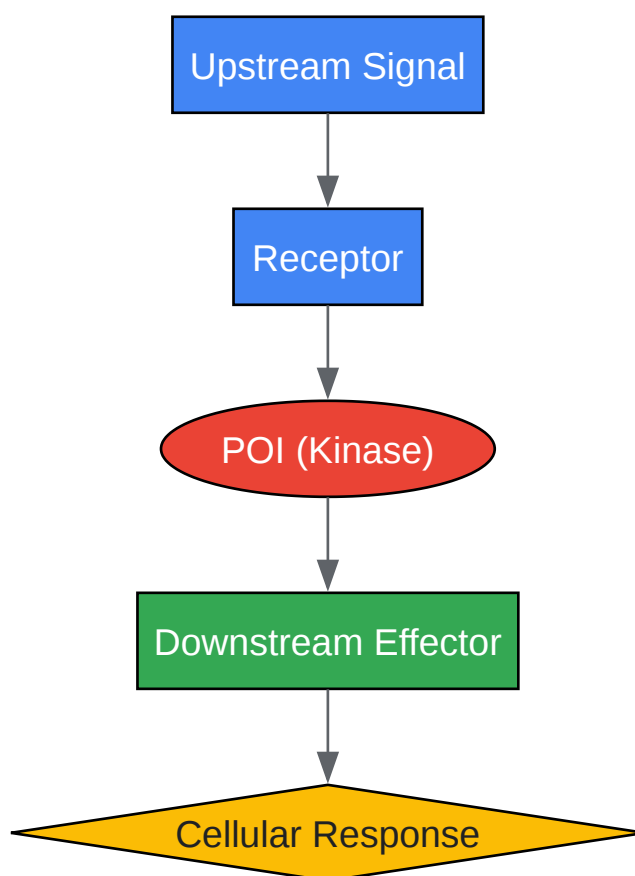 Upstream Signal
Receptor
POI (Kinase)
Downstream Effector
Cellular Response